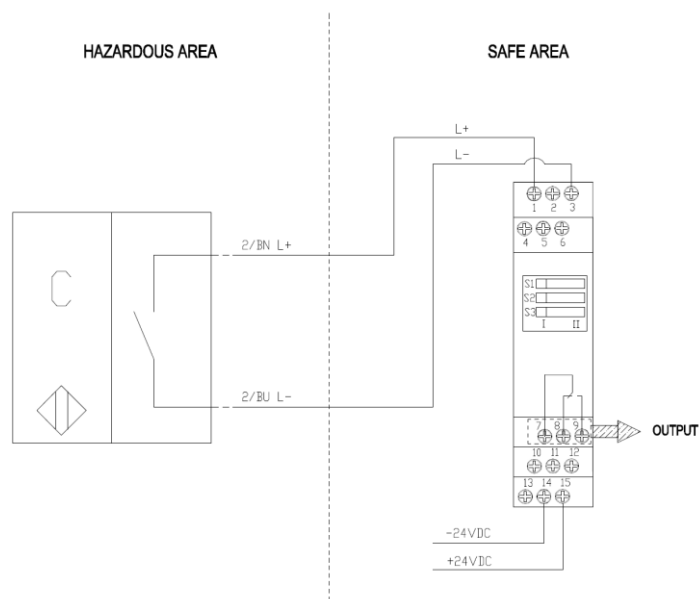 HAZARDOUS AREA
SAFE AREA
L+
L-
1 2 3
4 5 6
2/BN L+
C
S1
S2
S3
I II
2/BU L-
7 8 9
OUTPUT
10 11 12
13 14 15
-24VDC
+24VDC